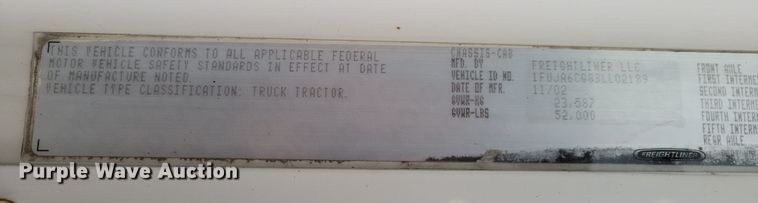 THIS VEHICLE CONFORMS TO ALL APPLICABLE FEDERAL
MOTOR VEHICLE SAFETY STANDARDS IN EFFECT AT DATE
OF MANUFACTURE NOTED.
VEHICLE TYPE CLASSIFICATION: TRUCK TRACTOR.
CHASSIS-CAB
MFD. BY FREIGHTLINER LLC
VEHICLE ID NO. 1FUJA6CG83LL02189
DATE OF MFR. 11/02
GVWR-KG 23,587
GVWR-LBS 52,000
FRONT AXLE
FIRST INTERME
SECOND INTERM
THIRD INTERME
FOURTH INTERM
FIFTH INTERM
REAR AXLE
FREIGHTLINER
Purple Wave Auction